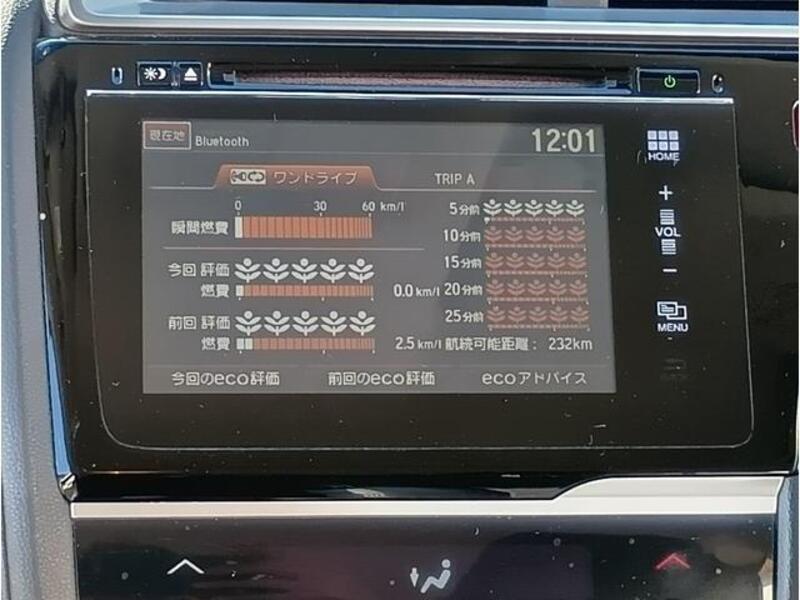 現在地 Bluetooth 12:01
ワンドライブ TRIP A
0 30 60 km/l
瞬間燃費
5分前
10分前
15分前
20分前
25分前
今回 評価
燃費 0.0 km/l
前回 評価
燃費 2.5 km/l
航続可能距離： 232km
今回のeco評価 前回のeco評価 ecoアドバイス
HOME
+
VOL
−
MENU